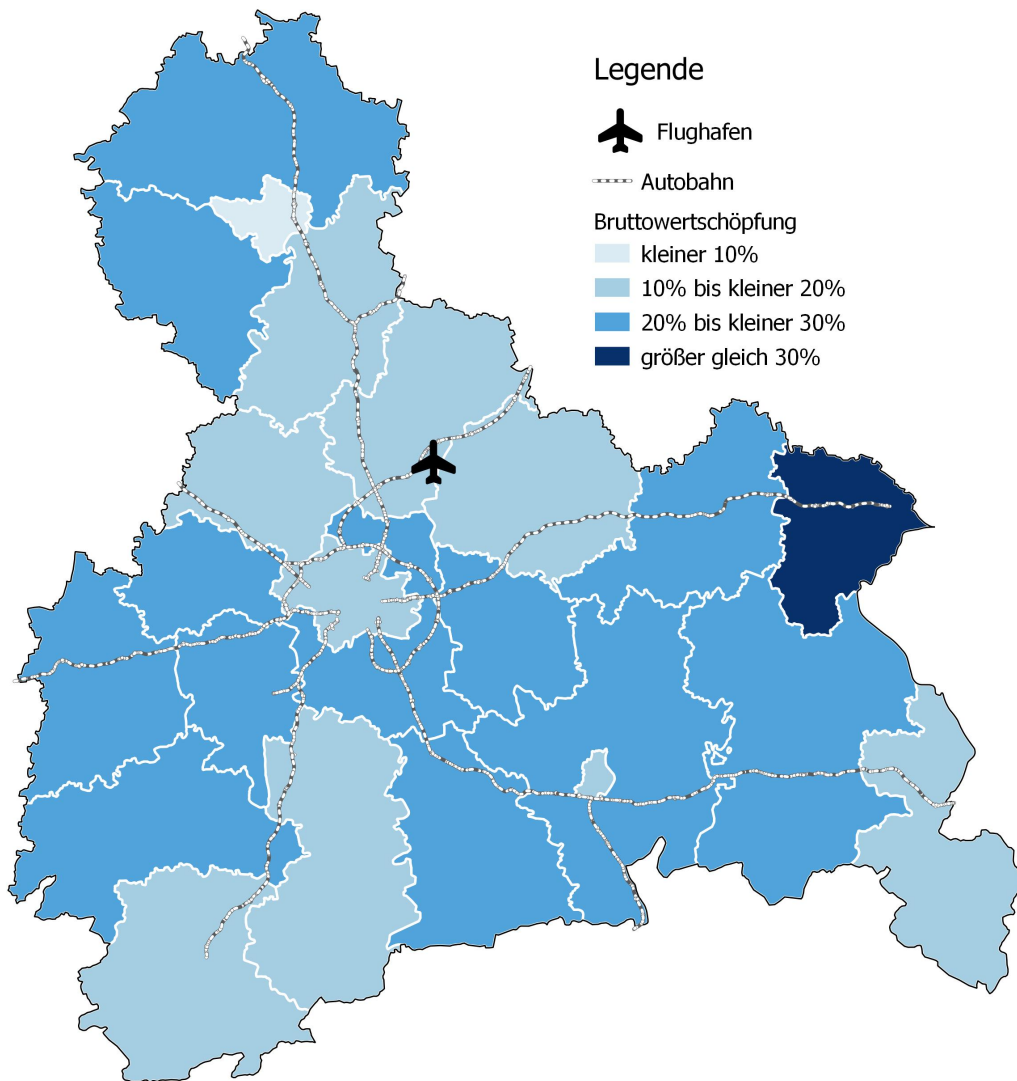 Legende
Flughafen
Autobahn
Bruttowertschöpfung
kleiner 10%
10% bis kleiner 20%
20% bis kleiner 30%
größer gleich 30%